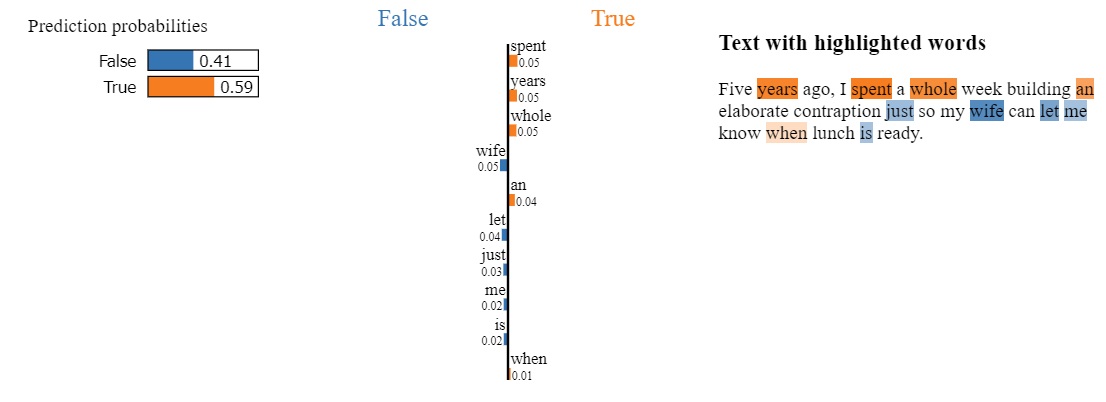 Prediction probabilities
False 0.41
True 0.59
False True
spent
0.05
years
0.05
whole
0.05
wife
0.05
an
0.04
let
0.04
just
0.03
me
0.02
is
0.02
when
0.01
Text with highlighted words
Five years ago, I spent a whole week building an
elaborate contraption just so my wife can let me
know when lunch is ready.